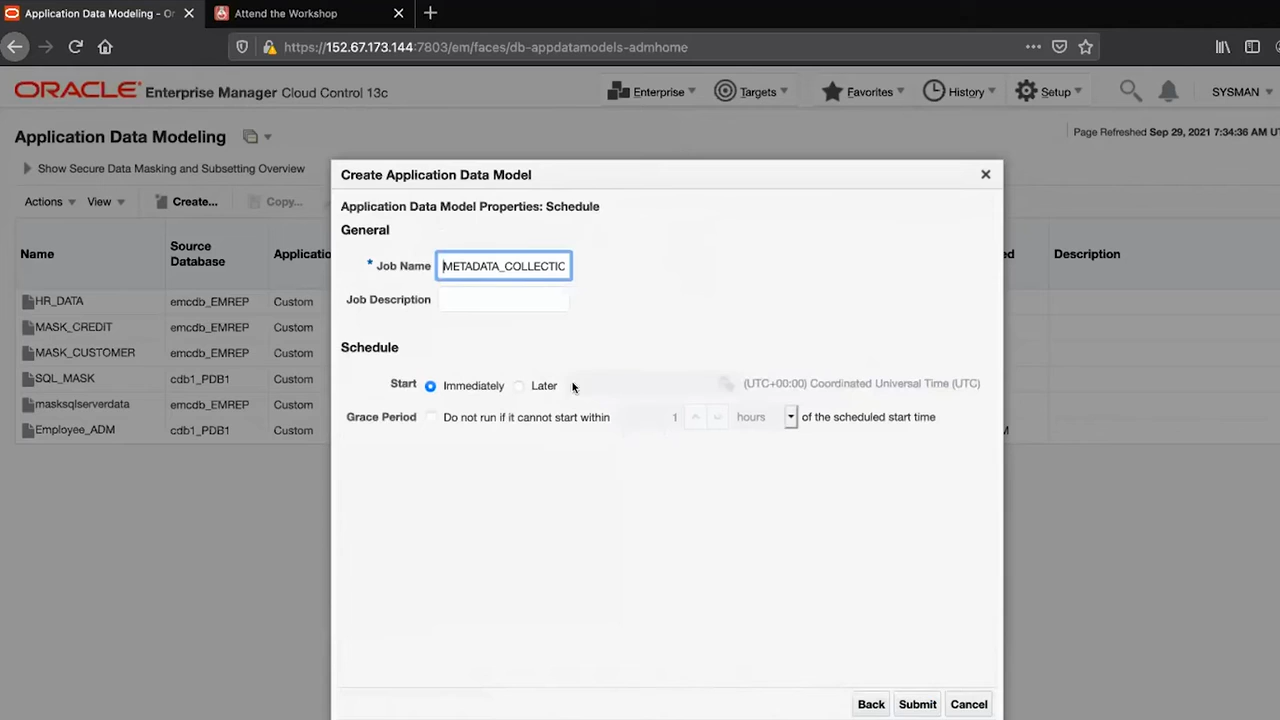 Application Data Modeling - Or
Attend the Workshop
https://152.67.173.144:7803/em/faces/db-appdatamodels-admhome
ORACLE Enterprise Manager Cloud Control 13c
Enterprise
Targets
Favorites
History
Setup
SYSMAN
Application Data Modeling
Page Refreshed Sep 29, 2021 7:34:36 AM UT
Show Secure Data Masking and Subsetting Overview
Actions
View
Create...
Copy...
Name
Source Database
Applicatio
Description
HR_DATA emcdb_EMREP Custom
MASK_CREDIT emcdb_EMREP Custom
MASK_CUSTOMER emcdb_EMREP Custom
SQL_MASK cdb1_PDB1 Custom
masksqlserverdata emcdb_EMREP Custom
Employee_ADM cdb1_PDB1 Custom
Create Application Data Model
Application Data Model Properties: Schedule
General
* Job Name METADATA_COLLECTIC
Job Description
Schedule
Start Immediately Later (UTC+00:00) Coordinated Universal Time (UTC)
Grace Period Do not run if it cannot start within 1 hours of the scheduled start time
Back Submit Cancel